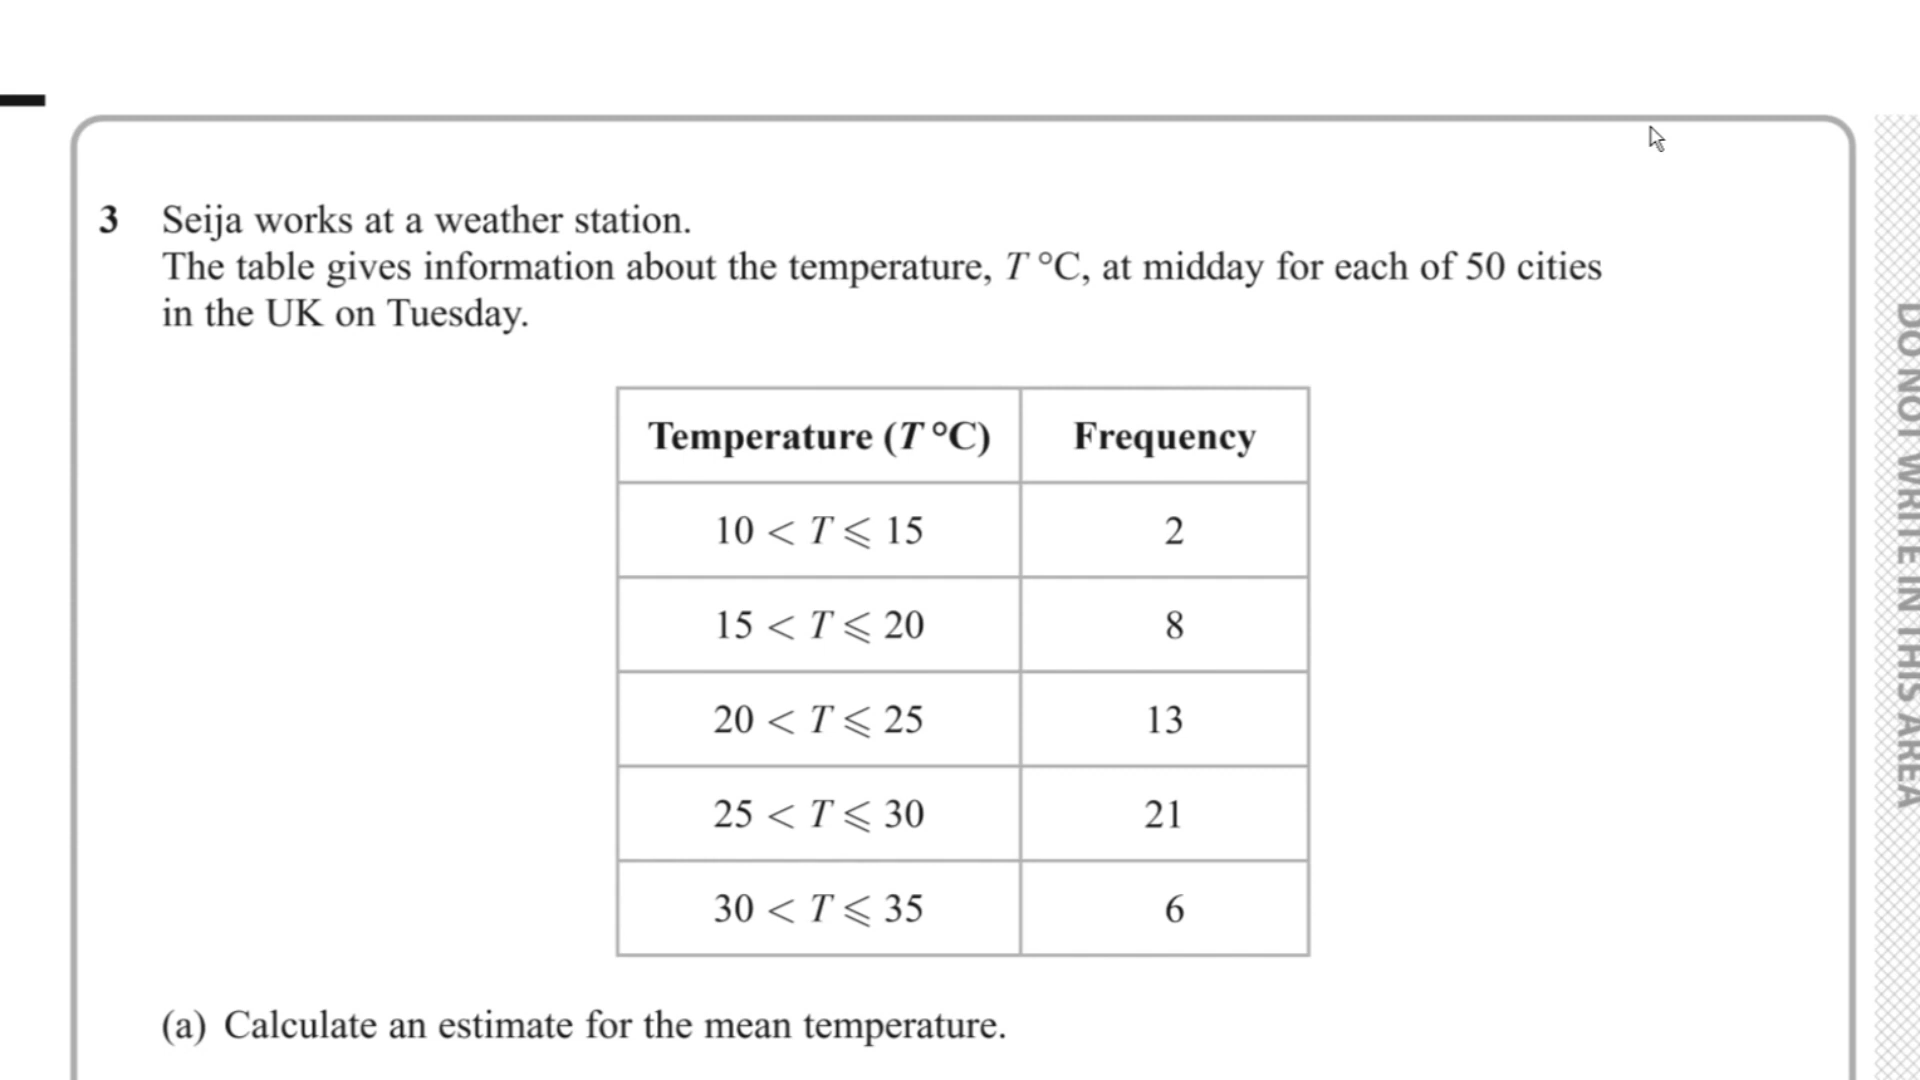 3 Seija works at a weather station.
The table gives information about the temperature, T °C, at midday for each of 50 cities
in the UK on Tuesday.
Temperature (T °C) Frequency
10 < T ⩽ 15 2
15 < T ⩽ 20 8
20 < T ⩽ 25 13
25 < T ⩽ 30 21
30 < T ⩽ 35 6
(a) Calculate an estimate for the mean temperature.
DO NOT WRITE IN THIS AREA